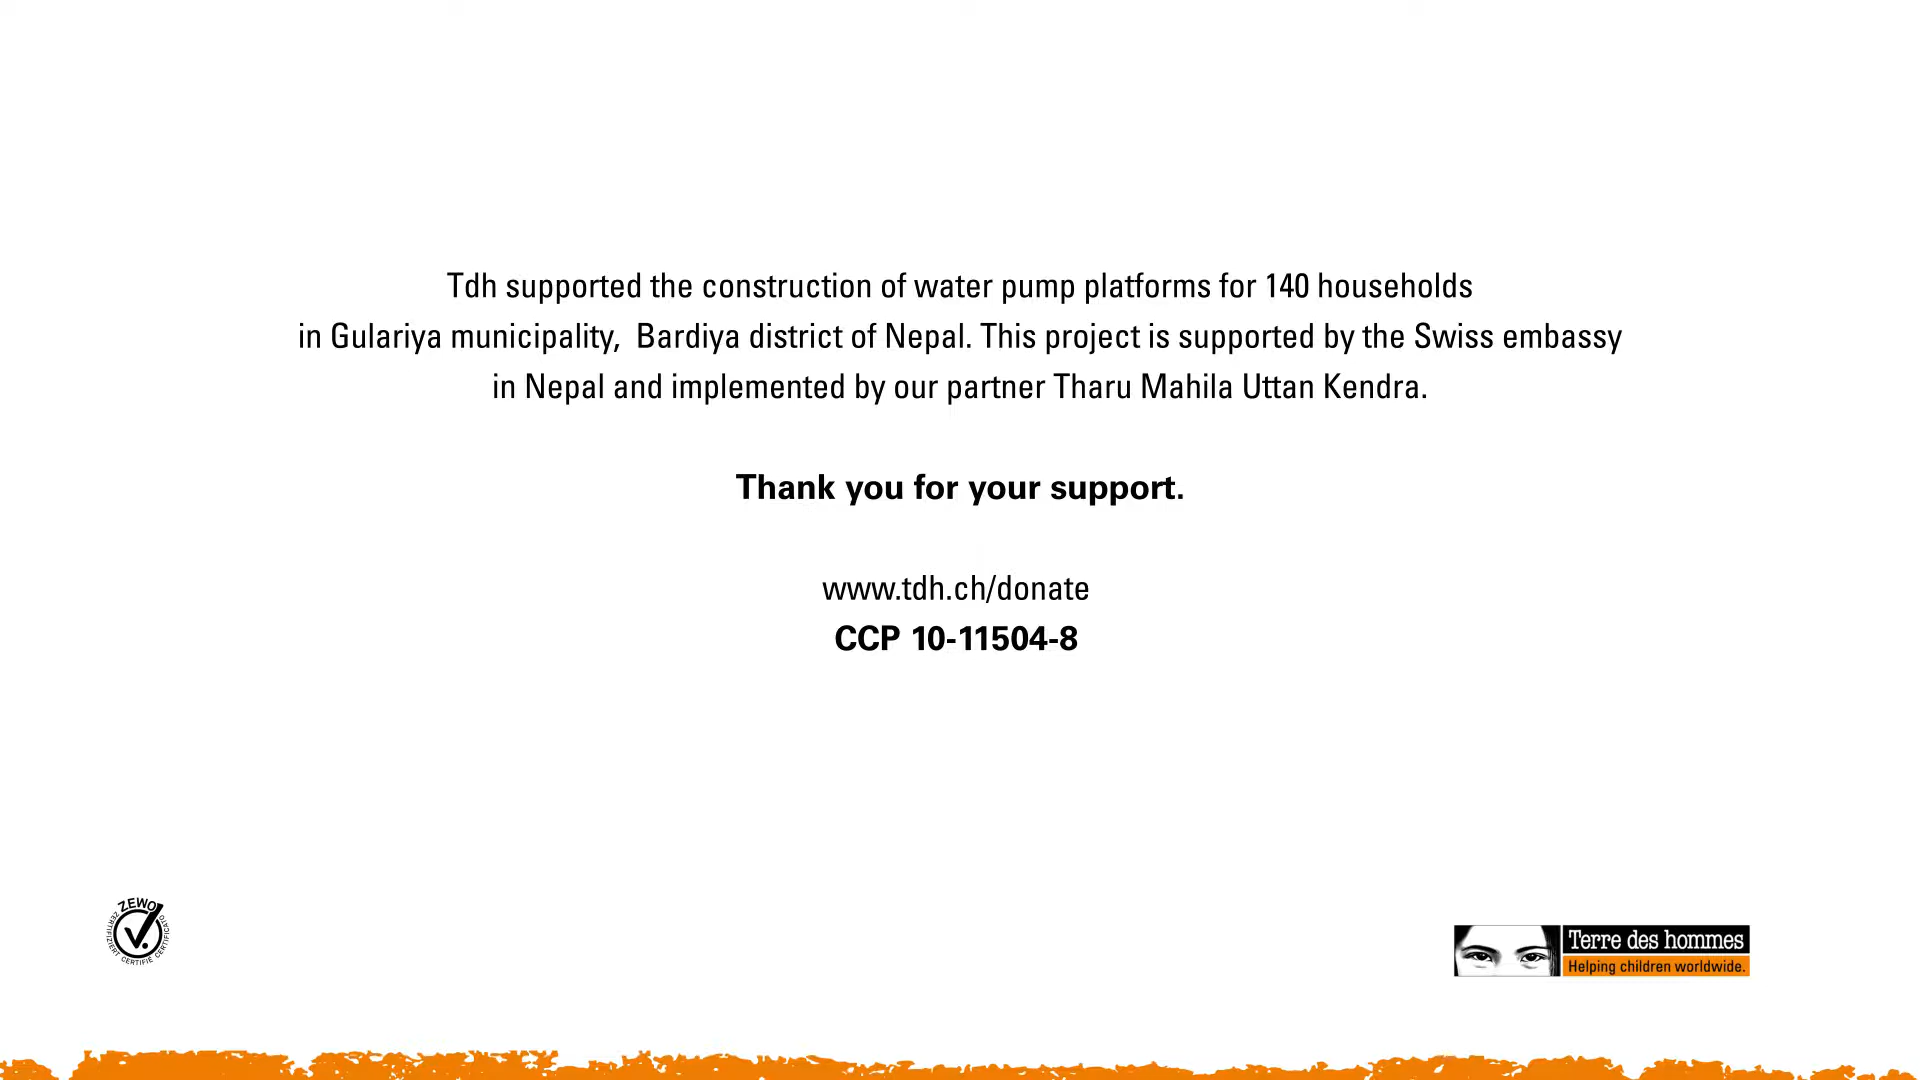 Tdh supported the construction of water pump platforms for 140 households
in Gulariya municipality,  Bardiya district of Nepal. This project is supported by the Swiss embassy
in Nepal and implemented by our partner Tharu Mahila Uttan Kendra.
Thank you for your support.
www.tdh.ch/donate
CCP 10-11504-8
ZEWO
ZERTIFIZIERT CERTIFIÉ CERTIFICATO
Terre des hommes
Helping children worldwide.